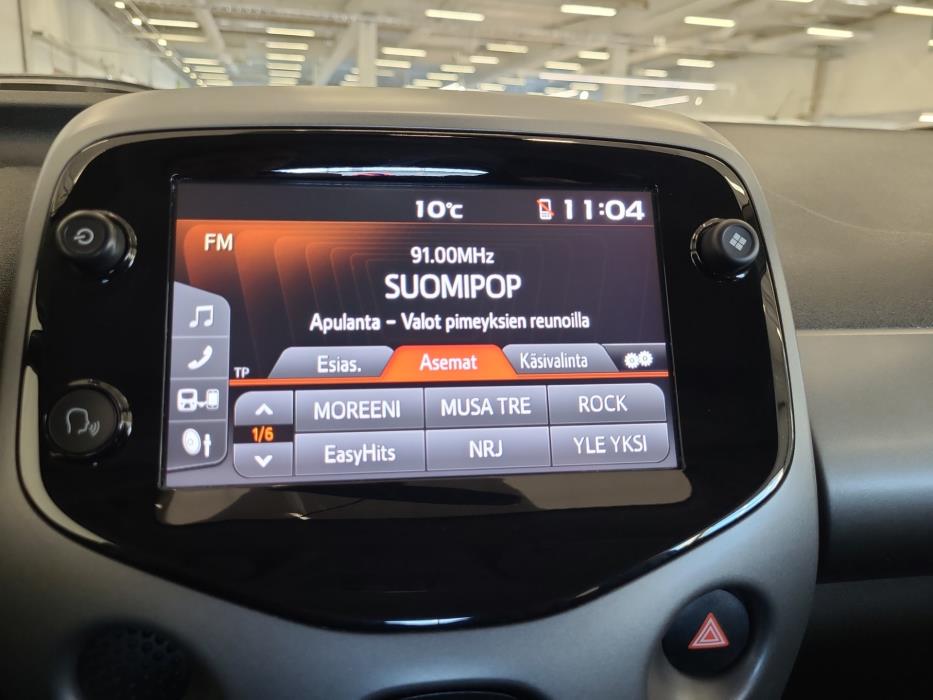 10°C 11:04
FM
91.00MHz
SUOMIPOP
Apulanta – Valot pimeyksien reunoilla
TP
Esias. Asemat Käsivalinta
1/6
MOREENI MUSA TRE ROCK
EasyHits NRJ YLE YKSI